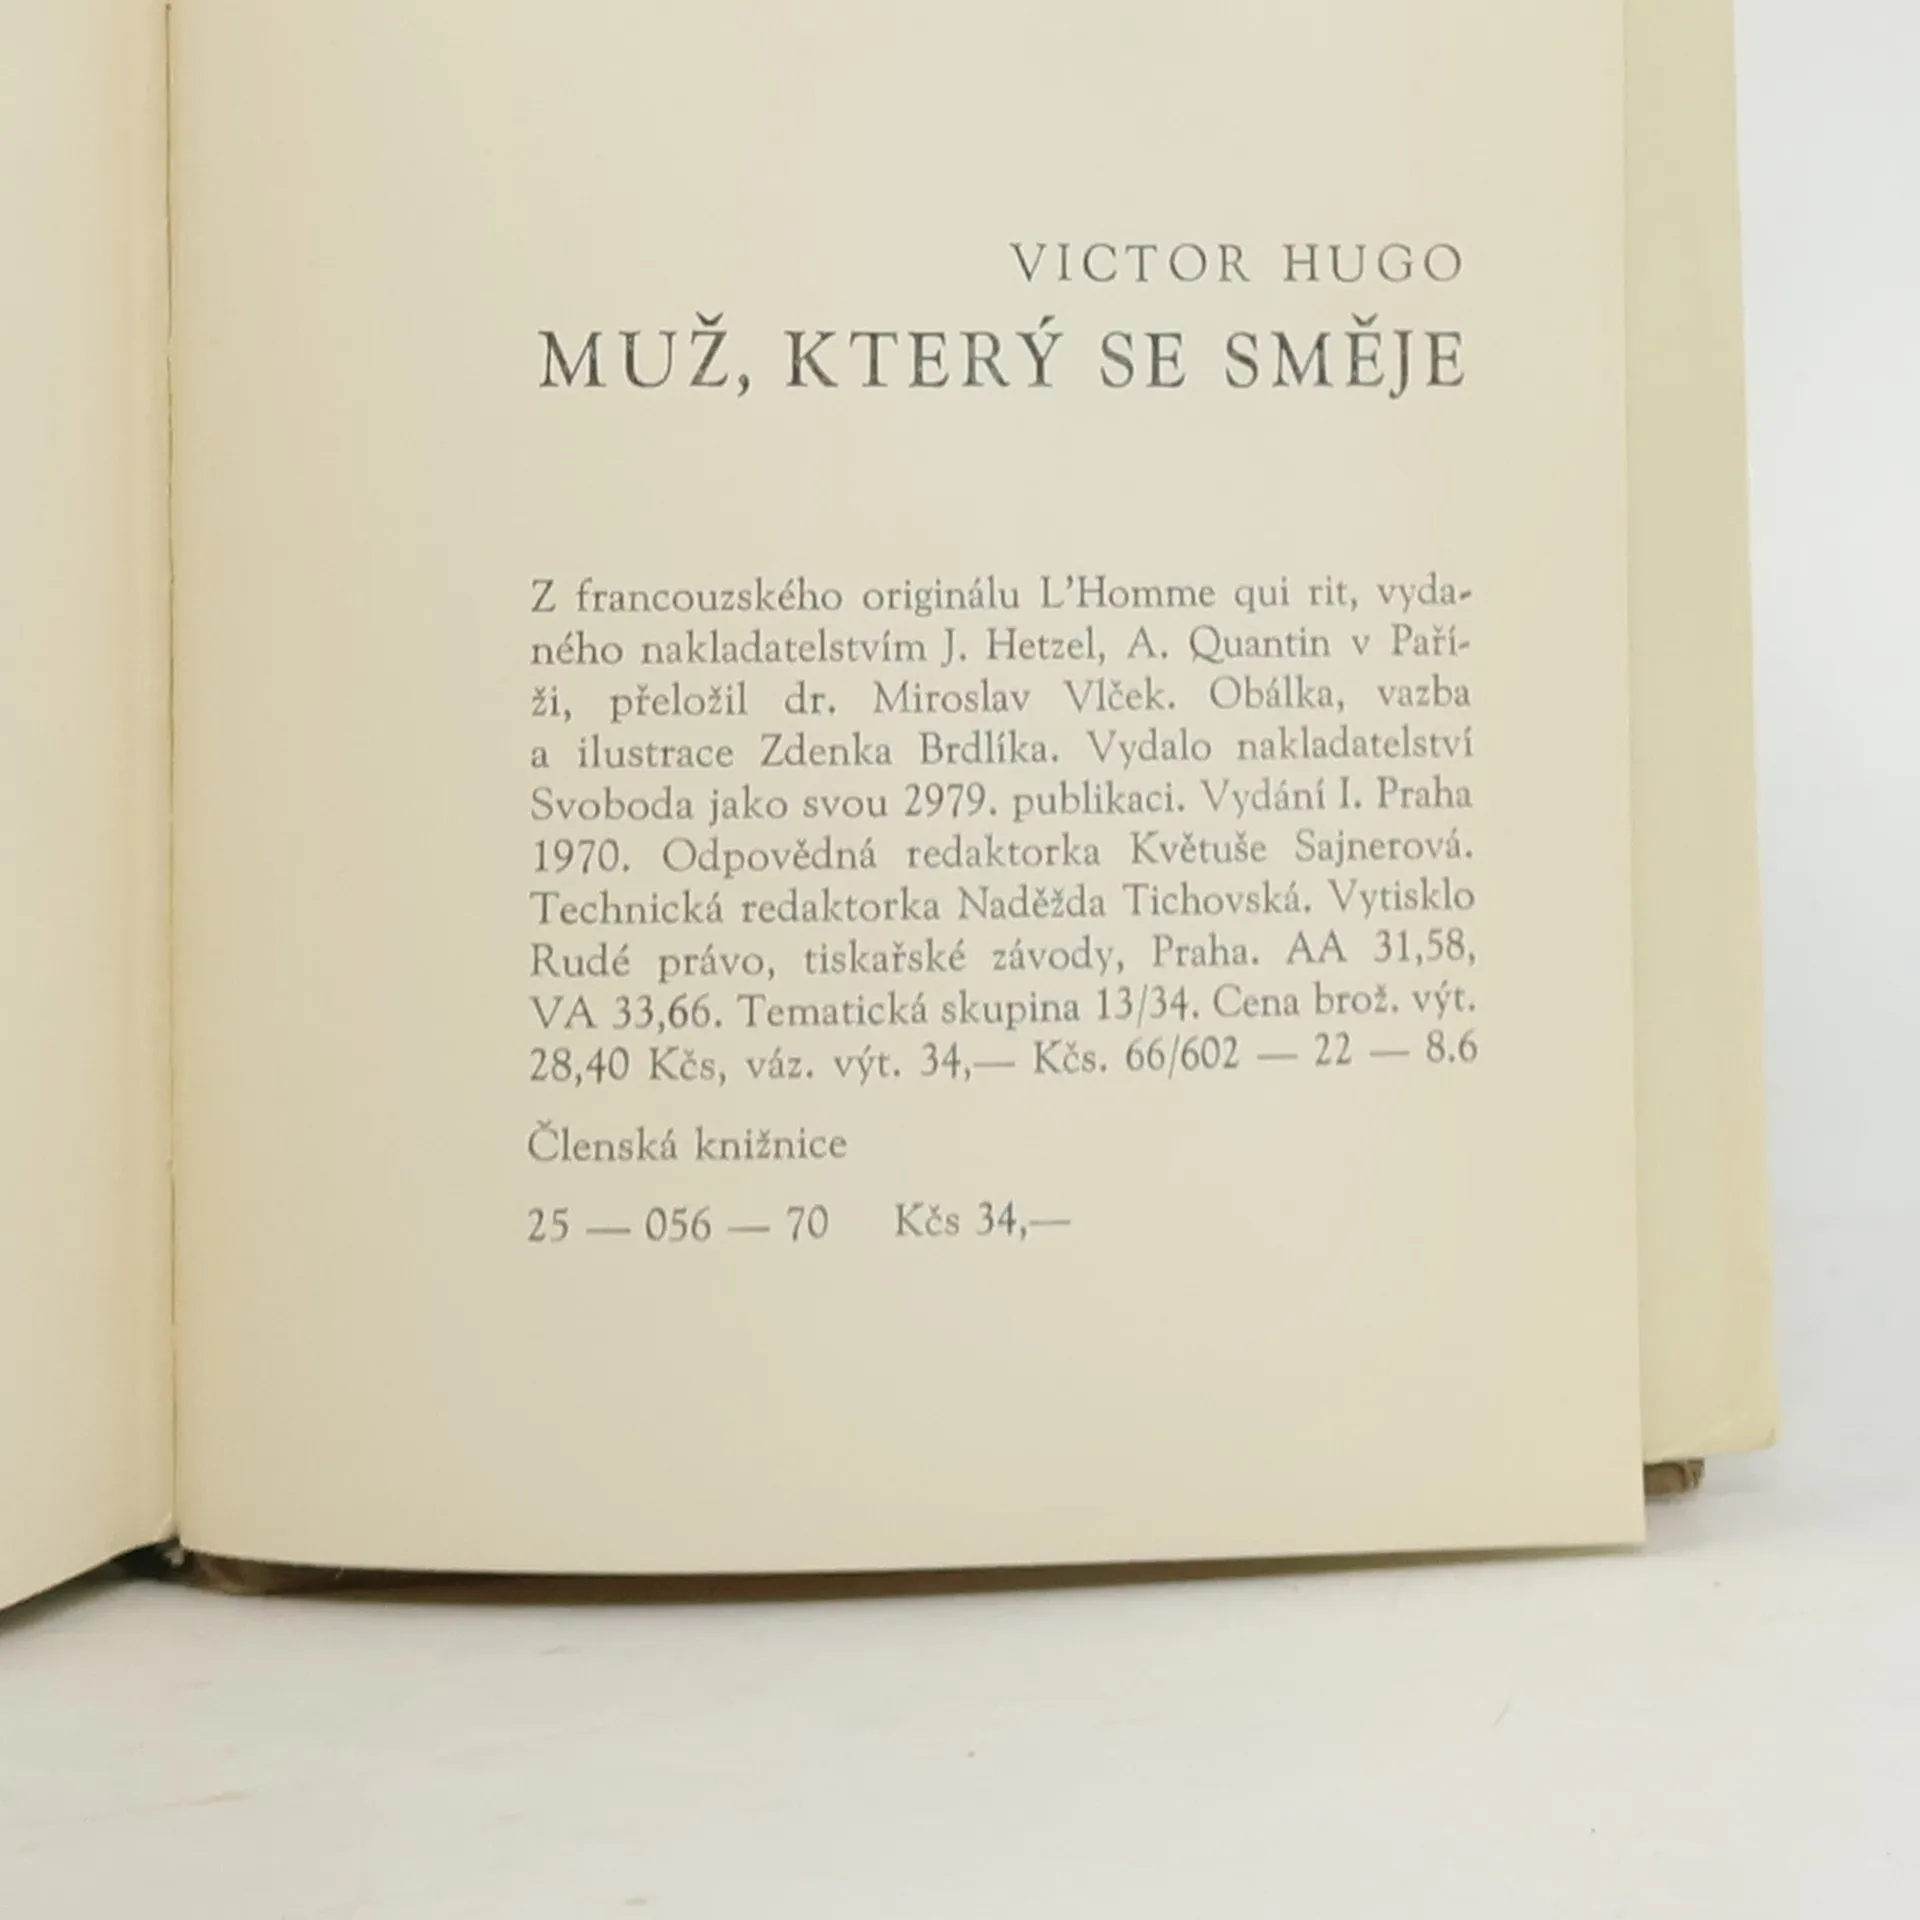 VICTOR HUGO
MUŽ, KTERÝ SE SMĚJE
Z francouzského originálu L’Homme qui rit, vyda-
ného nakladatelstvím J. Hetzel, A. Quantin v Paří-
ži, přeložil dr. Miroslav Vlček. Obálka, vazba
a ilustrace Zdenka Brdlíka. Vydalo nakladatelství
Svoboda jako svou 2979. publikaci. Vydání I. Praha
1970. Odpovědná redaktorka Květuše Sajnerová.
Technická redaktorka Naděžda Tichovská. Vytisklo
Rudé právo, tiskařské závody, Praha. AA 31,58,
VA 33,66. Tematická skupina 13/34. Cena brož. výt.
28,40 Kčs, váz. výt. 34,— Kčs. 66/602 — 22 — 8.6
Členská knižnice
25 — 056 — 70 Kčs 34,—